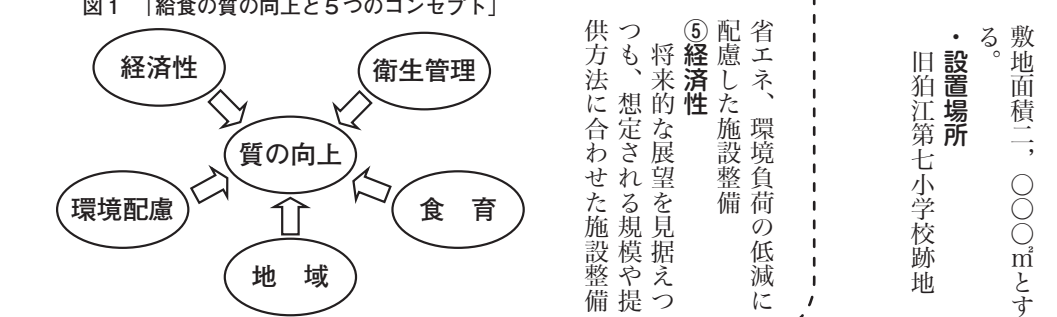 敷地面積二，〇〇〇㎡とす
る。
・設置場所
旧狛江第七小学校跡地
省エネ、環境負荷の低減に
配慮した施設整備
⑤経済性
将来的な展望を見据えつ
つも、想定される規模や提
供方法に合わせた施設整備
図1 「給食の質の向上と５つのコンセプト」
経済性
衛生管理
質の向上
環境配慮
食　育
地　域